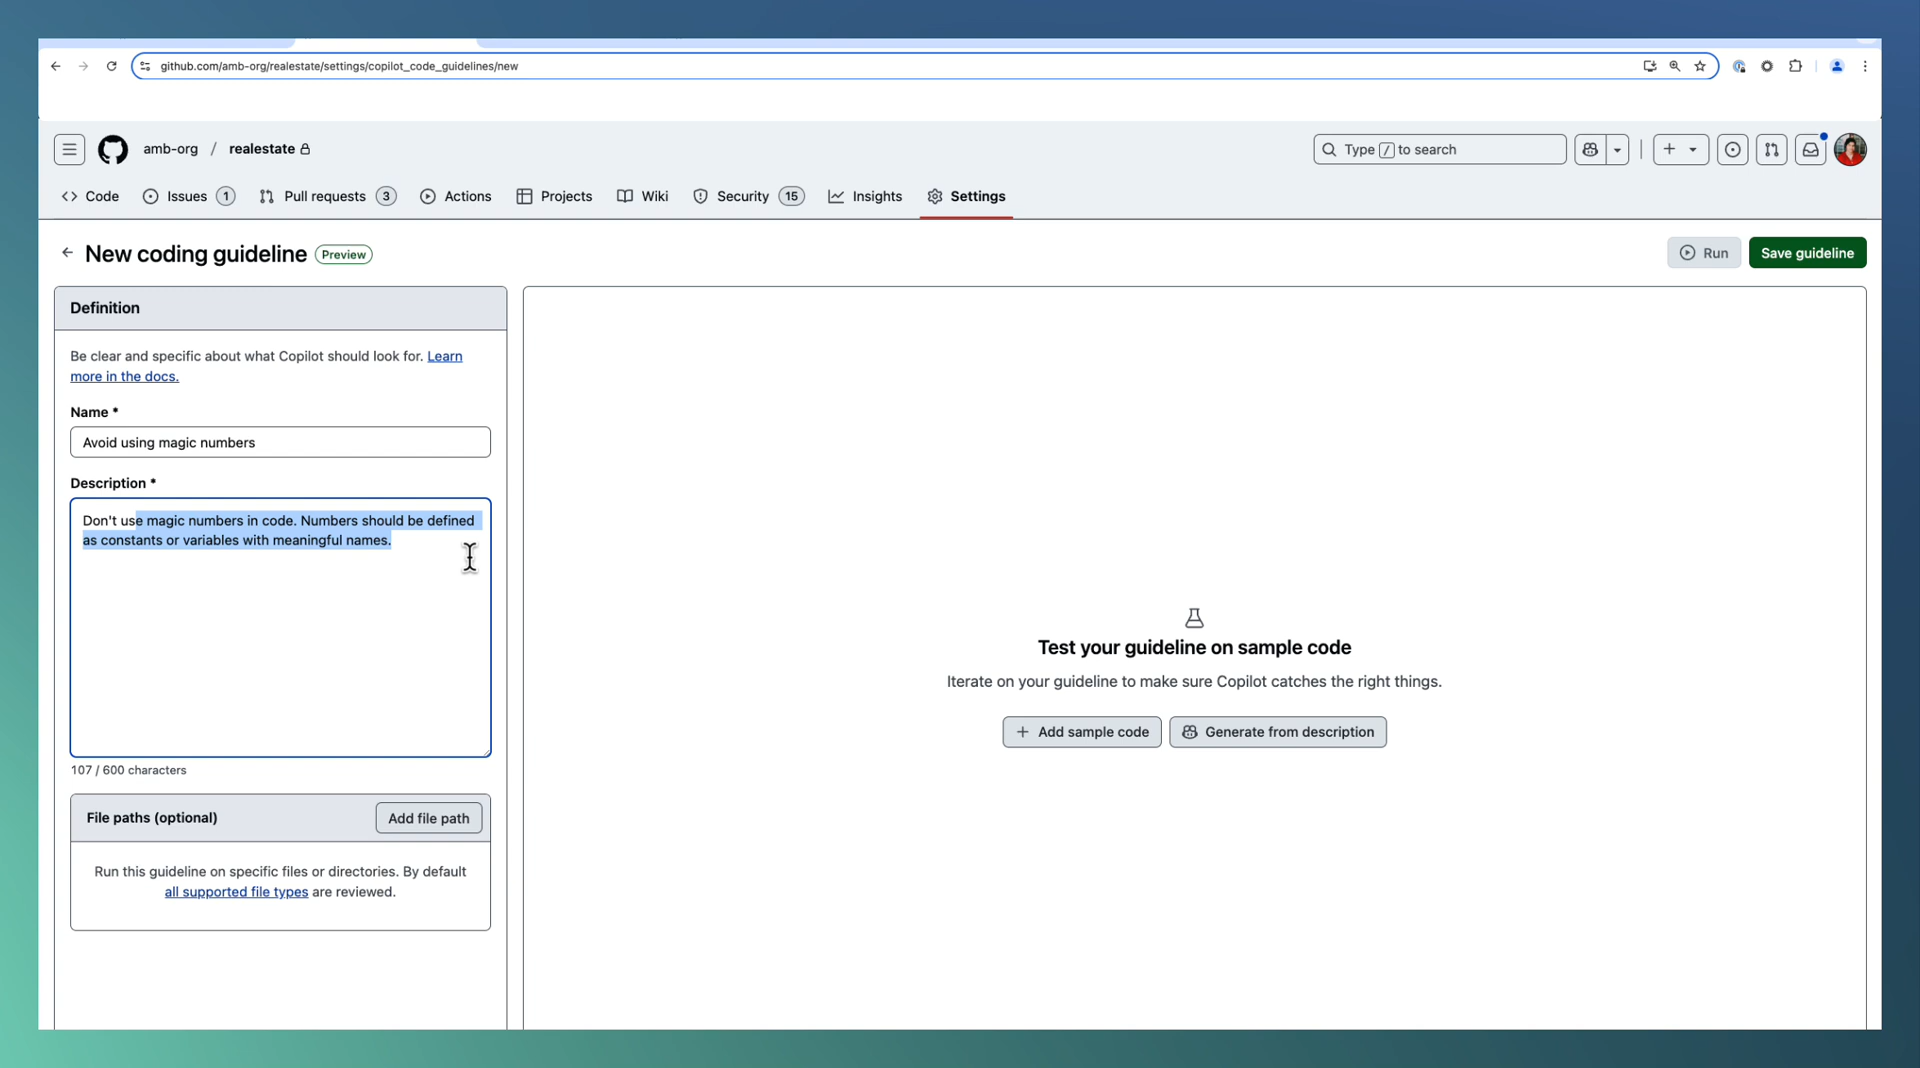 github.com/amb-org/realestate/settings/copilot_code_guidelines/new
amb-org / realestate
Type / to search
Code Issues 1 Pull requests 3 Actions Projects Wiki Security 15 Insights Settings
New coding guideline Preview
Run Save guideline
Definition
Be clear and specific about what Copilot should look for. Learn
more in the docs.
Name *
Avoid using magic numbers
Description *
Don't use magic numbers in code. Numbers should be defined
as constants or variables with meaningful names.
107 / 600 characters
File paths (optional) Add file path
Run this guideline on specific files or directories. By default
all supported file types are reviewed.
Test your guideline on sample code
Iterate on your guideline to make sure Copilot catches the right things.
Add sample code Generate from description